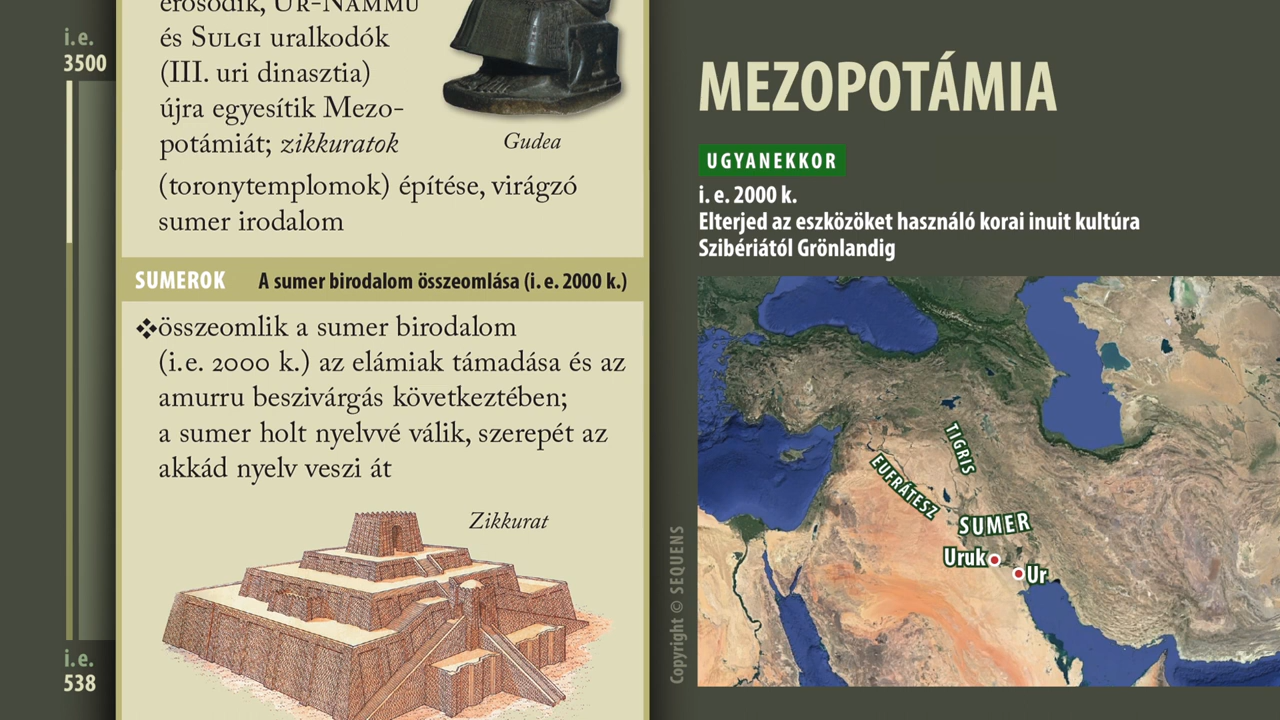 i.e.
3500
erősödik, Ur-Nammu
és Sulgi uralkodók
(III. uri dinasztia)
újra egyesítik Mezo-
potámiát; zikkuratok
(toronytemplomok) építése, virágzó
sumer irodalom
Gudea
SUMEROK A sumer birodalom összeomlása (i. e. 2000 k.)
❖összeomlik a sumer birodalom
(i.e. 2000 k.) az elámiak támadása és az
amurru beszivárgás következtében;
a sumer holt nyelvvé válik, szerepét az
akkád nyelv veszi át
Zikkurat
i.e.
538
MEZOPOTÁMIA
UGYANEKKOR
i. e. 2000 k.
Elterjed az eszközöket használó korai inuit kultúra
Szibériától Grönlandig
TIGRIS
EUFRÁTESZ
SUMER
Uruk
Ur
Copyright © SEQUENS